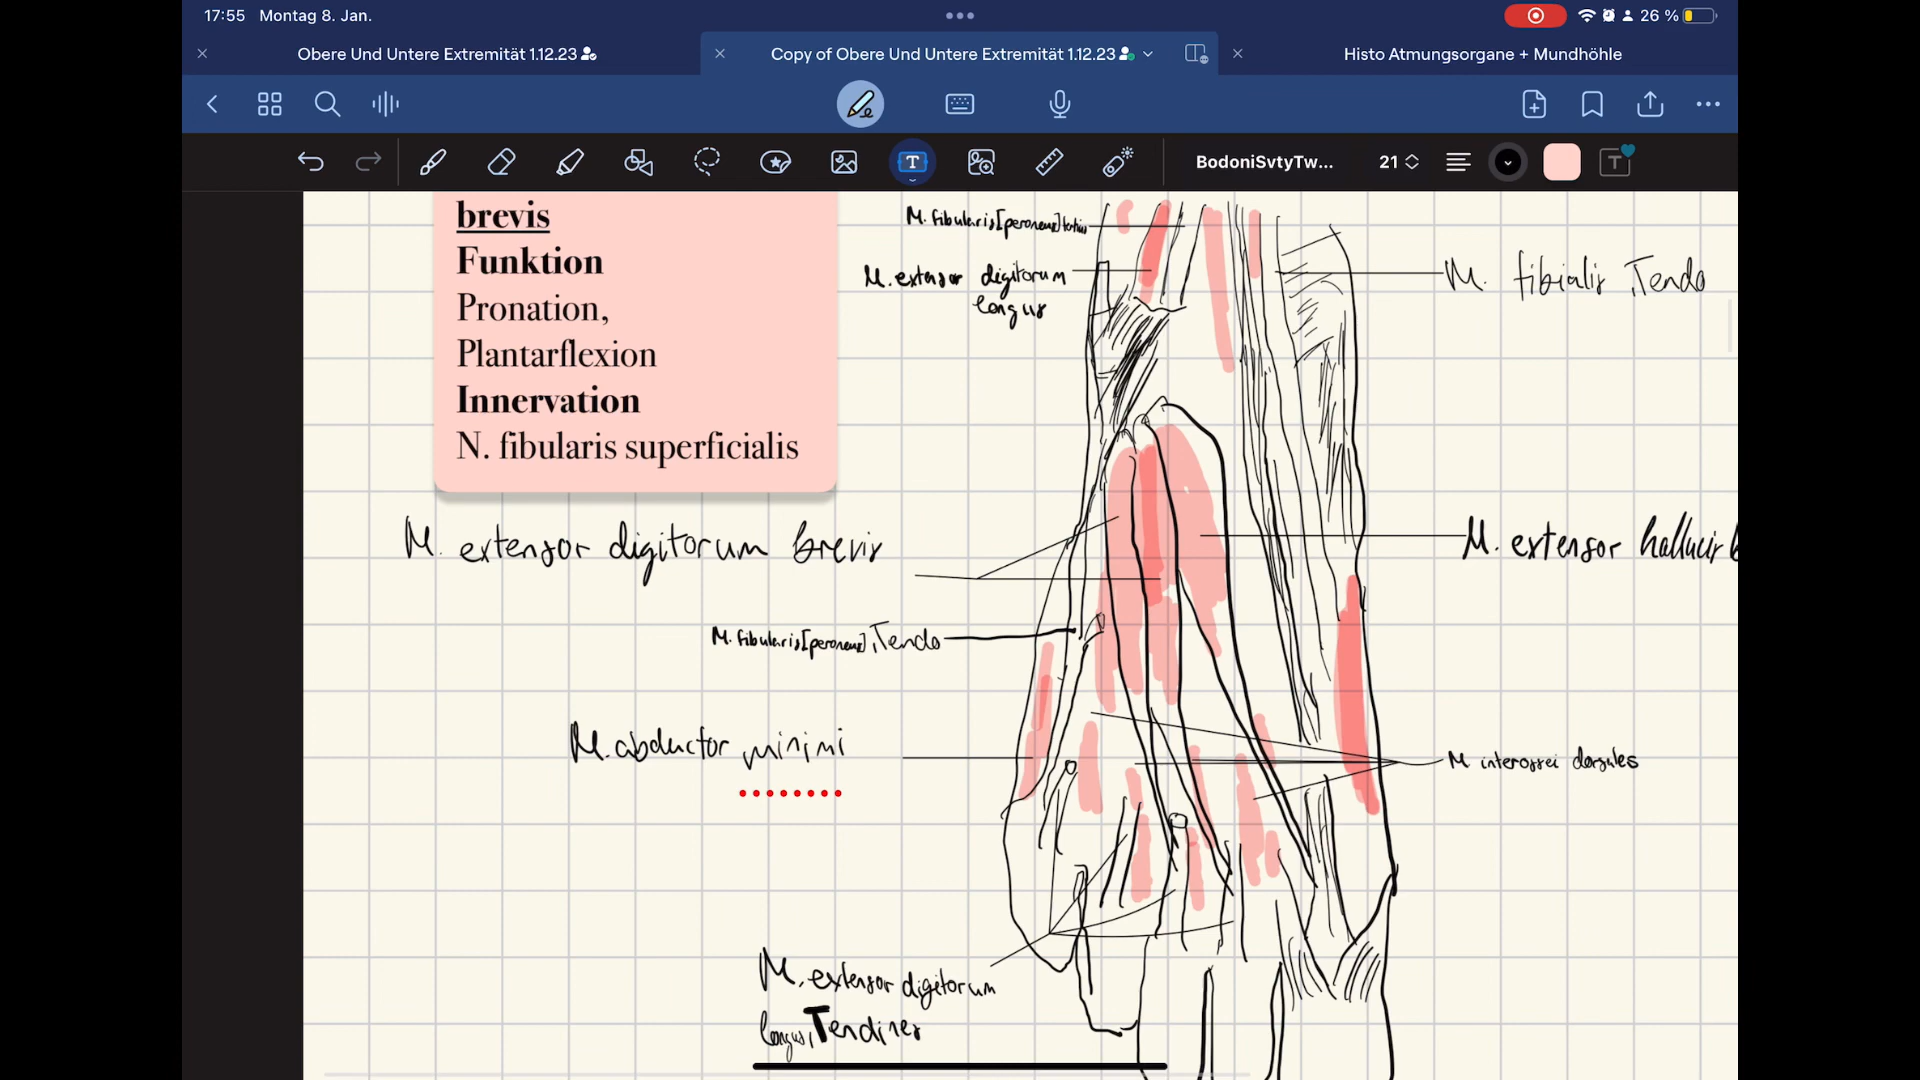 17:55 Montag 8. Jan.
26 %
Obere Und Untere Extremität 1.12.23
Copy of Obere Und Untere Extremität 1.12.23
Histo Atmungsorgane + Mundhöhle
BodoniSvtyTw...
21
brevis
Funktion
Pronation,
Plantarflexion
Innervation
N. fibularis superficialis
M. fibularis[peroneus]
M. extensor digitorum
longus
M. tibialis, Tendo
M. extensor digitorum brevis
M. extensor hallucis b
M. fibularis[peroneus], Tendo
M. abductor minimi
M interossei dorsales
M. extensor digitorum
longus, Tendines